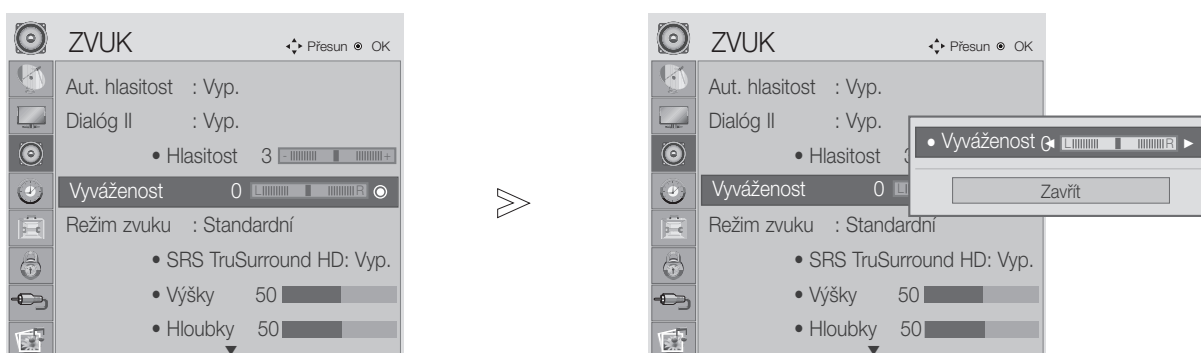 ZVUK
Přesun OK
Aut. hlasitost : Vyp.
Dialóg II : Vyp.
• Hlasitost 3 - +
Vyváženost 0 L R
Režim zvuku : Standardní
• SRS TruSurround HD: Vyp.
• Výšky 50
• Hloubky 50
ZVUK
Přesun OK
Aut. hlasitost : Vyp.
Dialóg II : Vyp.
• Hlasitost 3
Vyváženost 0 L
Režim zvuku : Standardní
• SRS TruSurround HD: Vyp.
• Výšky 50
• Hloubky 50
• Vyváženost 0 L R
Zavřít